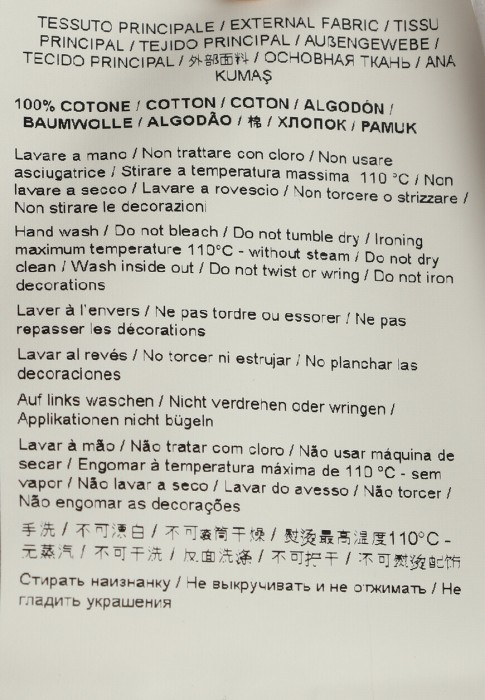 TESSUTO PRINCIPALE / EXTERNAL FABRIC / TISSU
PRINCIPAL / TEJIDO PRINCIPAL / AUßENGEWEBE /
TECIDO PRINCIPAL / 外部面料 / ОСНОВНАЯ ТКАНЬ / ANA
KUMAŞ
100% COTONE / COTTON / COTON / ALGODÓN /
BAUMWOLLE / ALGODÃO / 棉 / ХЛОПОК / PAMUK
Lavare a mano / Non trattare con cloro / Non usare
asciugatrice / Stirare a temperatura massima 110 °C / Non
lavare a secco / Lavare a rovescio / Non torcere o strizzare /
Non stirare le decorazioni
Hand wash / Do not bleach / Do not tumble dry / Ironing
maximum temperature 110°C - without steam / Do not dry
clean / Wash inside out / Do not twist or wring / Do not iron
decorations
Laver à l'envers / Ne pas tordre ou essorer / Ne pas
repasser les décorations
Lavar al revés / No torcer ni estrujar / No planchar las
decoraciones
Auf links waschen / Nicht verdrehen oder wringen /
Applikationen nicht bügeln
Lavar à mão / Não tratar com cloro / Não usar máquina de
secar / Engomar à temperatura máxima de 110 °C - sem
vapor / Não lavar a seco / Lavar do avesso / Não torcer /
Não engomar as decorações
手洗 / 不可漂白 / 不可滚筒干燥 / 熨烫最高温度110°C -
无蒸汽 / 不可干洗 / 反面洗涤 / 不可拧干 / 不可熨烫配饰
Стирать наизнанку / Не выкручивать и не отжимать / Не
гладить украшения